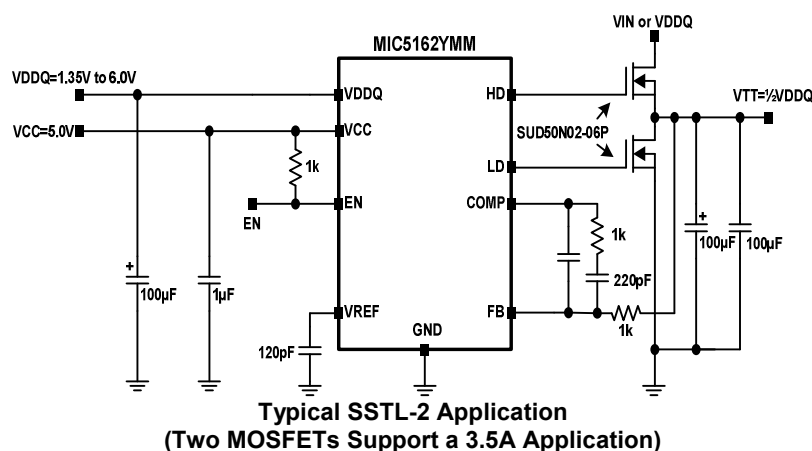 VIN or VDDQ
MIC5162YMM
VDDQ=1.35V to 6.0V
VDDQ
HD
VTT=½VDDQ
VCC=5.0V
VCC
SUD50N02-06P
1k
LD
EN
COMP
EN
1k
+
+
100µF
1µF
220pF
100µF
100µF
VREF
FB
1k
GND
120pF
Typical SSTL-2 Application
(Two MOSFETs Support a 3.5A Application)